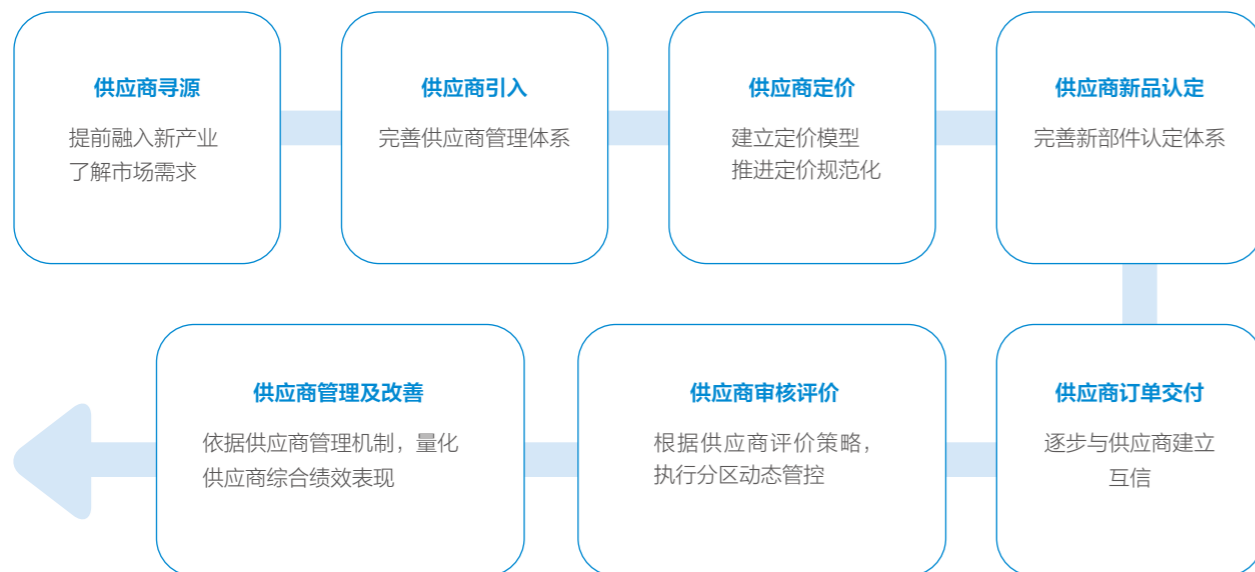 供应商寻源
提前融入新产业
了解市场需求
供应商引入
完善供应商管理体系
供应商定价
建立定价模型
推进定价规范化
供应商新品认定
完善新部件认定体系
供应商订单交付
逐步与供应商建立
互信
供应商审核评价
根据供应商评价策略，
执行分区动态管控
供应商管理及改善
依据供应商管理机制，量化
供应商综合绩效表现